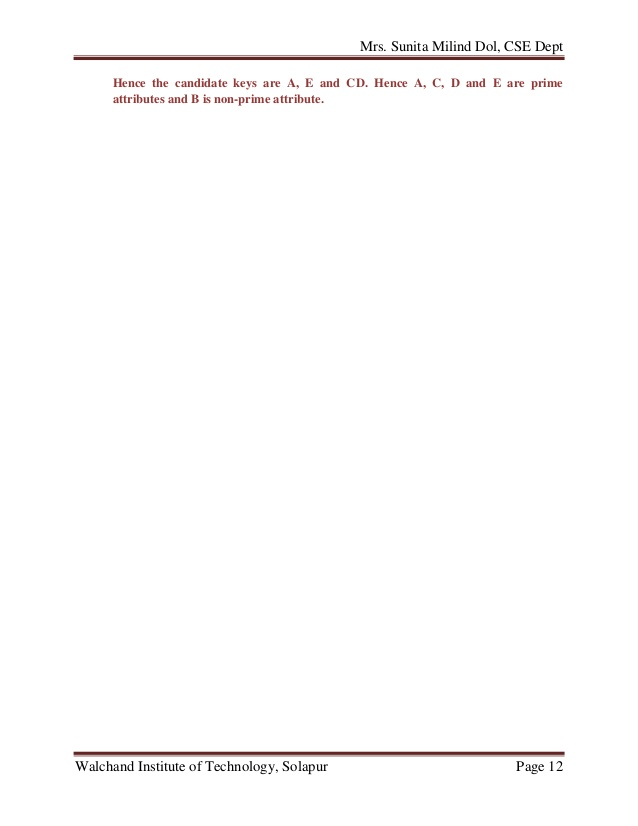 Mrs. Sunita Milind Dol, CSE Dept
Hence the candidate keys are A, E and CD. Hence A, C, D and E are prime
attributes and B is non-prime attribute.
Walchand Institute of Technology, Solapur Page 12